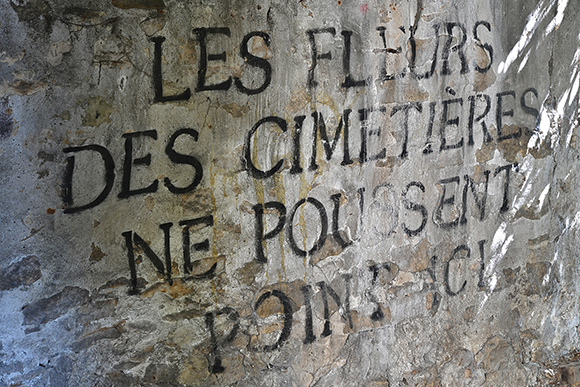 LES FLEURS
DES CIMETIÈRES
NE POUSSENT
POINT ICI